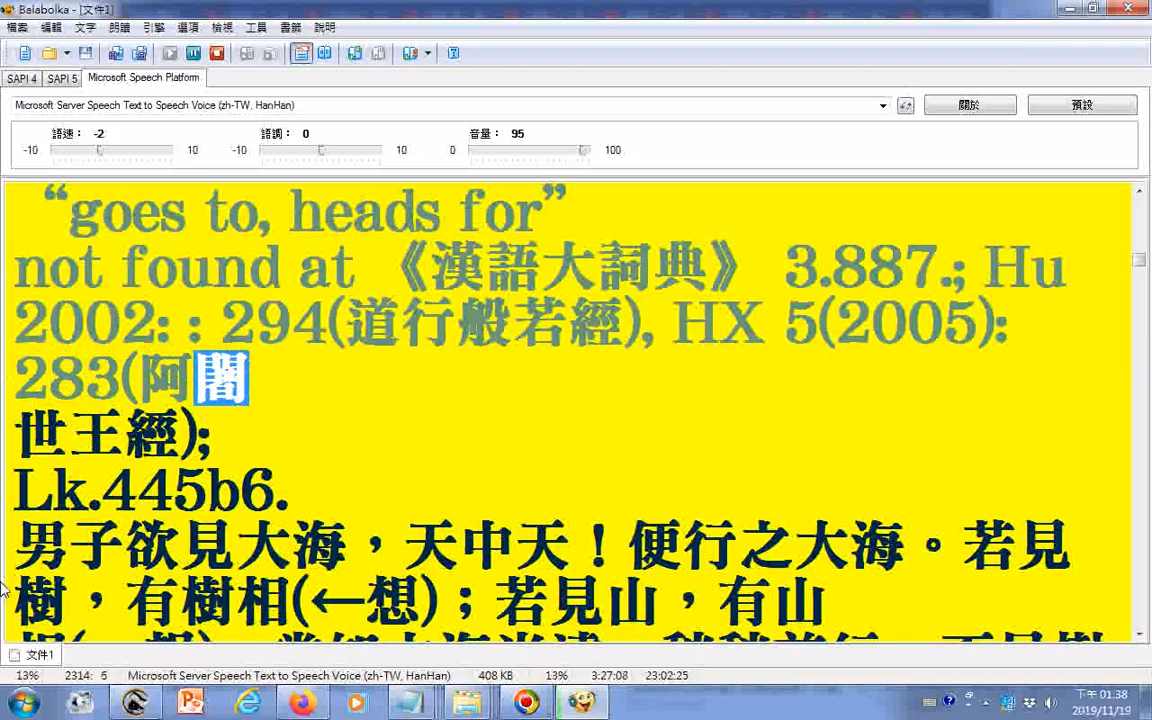 Balabolka - [文件1]
檔案 編輯 文字 朗讀 引擎 選項 檢視 工具 書籤 說明
SAPI 4 SAPI 5 Microsoft Speech Platform
Microsoft Server Speech Text to Speech Voice (zh-TW, HanHan) 關於 預設
語速： -2 語調： 0 音量： 95
-10 10 -10 10 0 100
“goes to, heads for”
not found at 《漢語大詞典》 3.887.; Hu
2002: : 294(道行般若經), HX 5(2005):
283(阿闍
世王經);
Lk.445b6.
男子欲見大海，天中天！便行之大海。若見
樹，有樹相(←想)；若見山，有山
文件1
13% 2314: 5 Microsoft Server Speech Text to Speech Voice (zh-TW, HanHan) 408 KB 13% 3:27:08 23:02:25
下午 01:38
2019/11/19